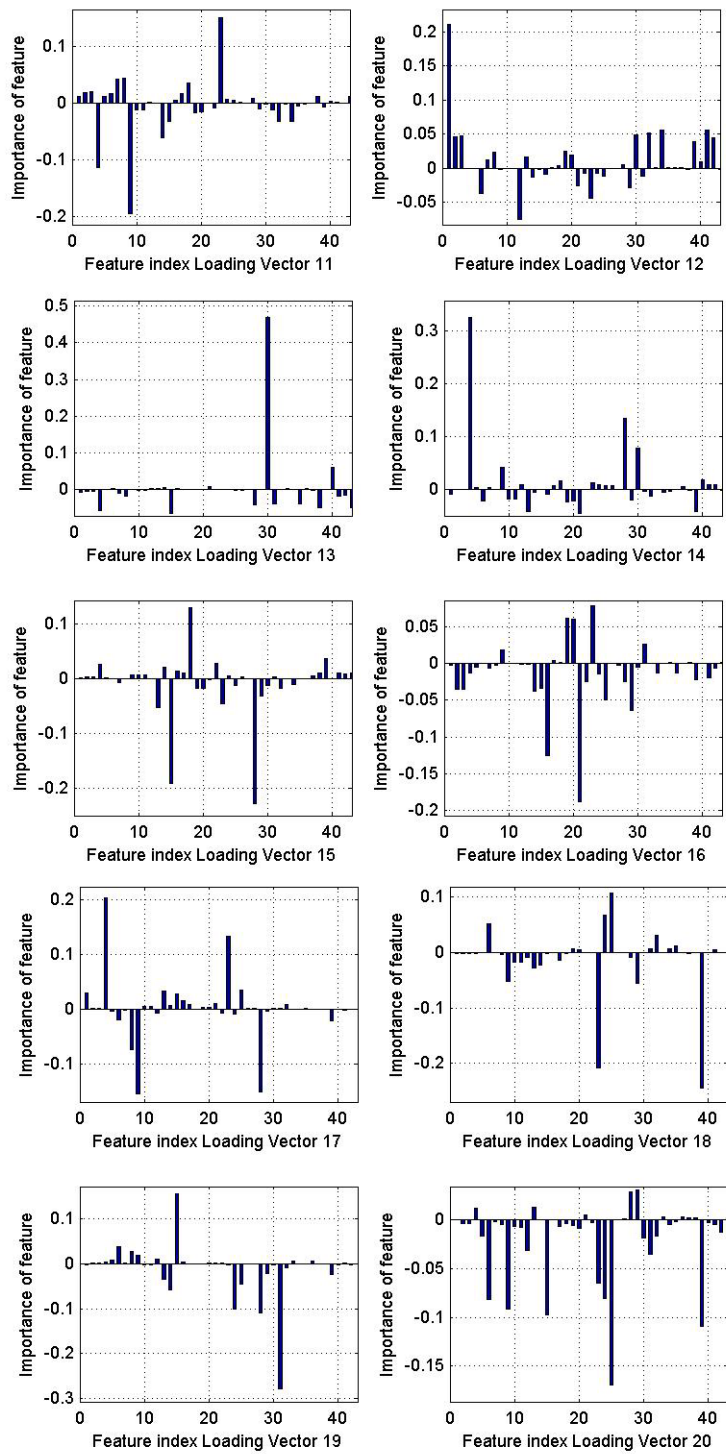 Importance of feature
0.1
0
-0.1
-0.2
0 10 20 30 40
Feature index Loading Vector 11
Importance of feature
0.2
0.15
0.1
0.05
0
-0.05
0 10 20 30 40
Feature index Loading Vector 12
Importance of feature
0.5
0.4
0.3
0.2
0.1
0
0 10 20 30 40
Feature index Loading Vector 13
Importance of feature
0.3
0.2
0.1
0
0 10 20 30 40
Feature index Loading Vector 14
Importance of feature
0.1
0
-0.1
-0.2
0 10 20 30 40
Feature index Loading Vector 15
Importance of feature
0.05
0
-0.05
-0.1
-0.15
-0.2
0 10 20 30 40
Feature index Loading Vector 16
Importance of feature
0.2
0.1
0
-0.1
0 10 20 30 40
Feature index Loading Vector 17
Importance of feature
0.1
0
-0.1
-0.2
0 10 20 30 40
Feature index Loading Vector 18
Importance of feature
0.1
0
-0.1
-0.2
-0.3
0 10 20 30 40
Feature index Loading Vector 19
Importance of feature
0
-0.05
-0.1
-0.15
0 10 20 30 40
Feature index Loading Vector 20